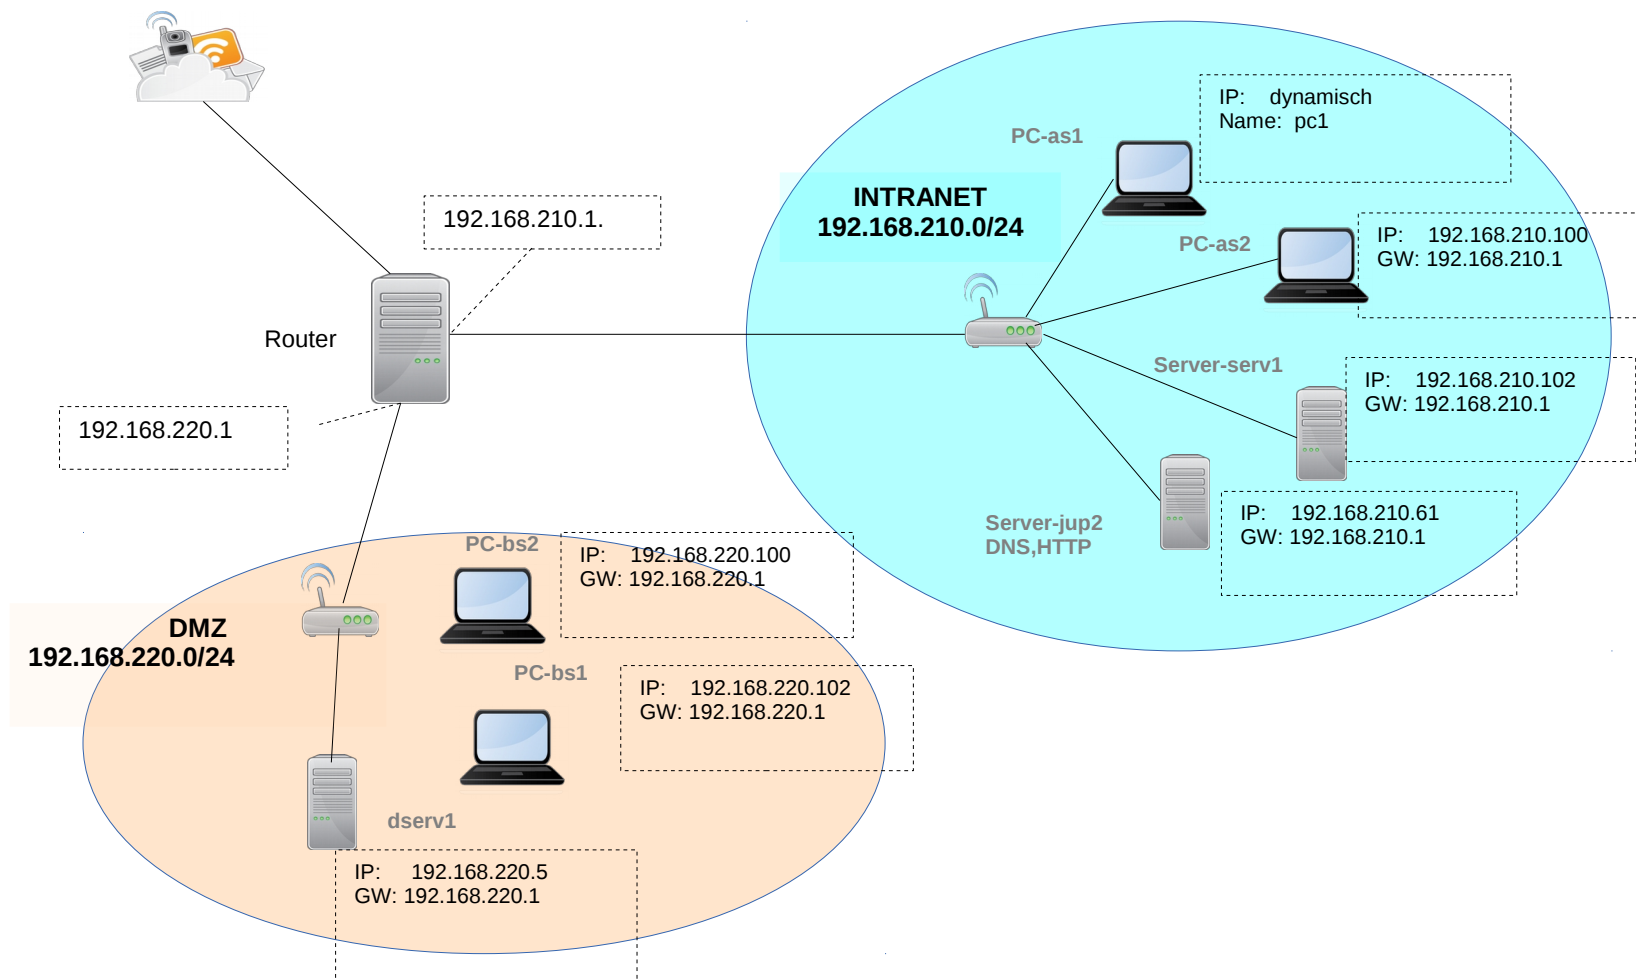 IP: dynamisch
Name: pc1
PC-as1
INTRANET
192.168.210.0/24
192.168.210.1.
PC-as2
IP: 192.168.210.100
GW: 192.168.210.1
Router
Server-serv1
IP: 192.168.210.102
GW: 192.168.210.1
192.168.220.1
Server-jup2
DNS,HTTP
IP: 192.168.210.61
GW: 192.168.210.1
PC-bs2
IP: 192.168.220.100
GW: 192.168.220.1
DMZ
192.168.220.0/24
PC-bs1
IP: 192.168.220.102
GW: 192.168.220.1
dserv1
IP: 192.168.220.5
GW: 192.168.220.1